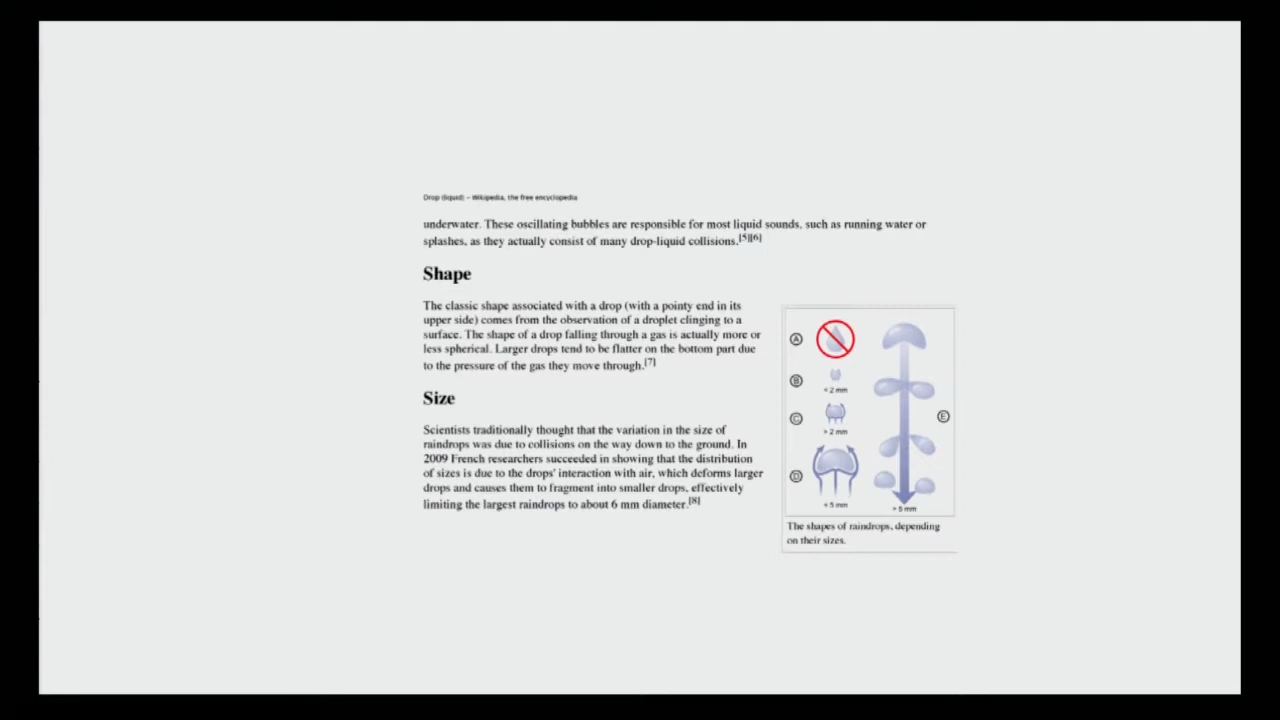 Drop (liquid) – Wikipedia, the free encyclopedia
underwater. These oscillating bubbles are responsible for most liquid sounds, such as running water or
splashes, as they actually consist of many drop-liquid collisions.[5][6]
Shape
The classic shape associated with a drop (with a pointy end in its
upper side) comes from the observation of a droplet clinging to a
surface. The shape of a drop falling through a gas is actually more or
less spherical. Larger drops tend to be flatter on the bottom part due
to the pressure of the gas they move through.[7]
Size
Scientists traditionally thought that the variation in the size of
raindrops was due to collisions on the way down to the ground. In
2009 French researchers succeeded in showing that the distribution
of sizes is due to the drops' interaction with air, which deforms larger
drops and causes them to fragment into smaller drops, effectively
limiting the largest raindrops to about 6 mm diameter.[8]
A
B
< 2 mm
C
> 2 mm
D
< 5 mm
E
> 5 mm
The shapes of raindrops, depending
on their sizes.